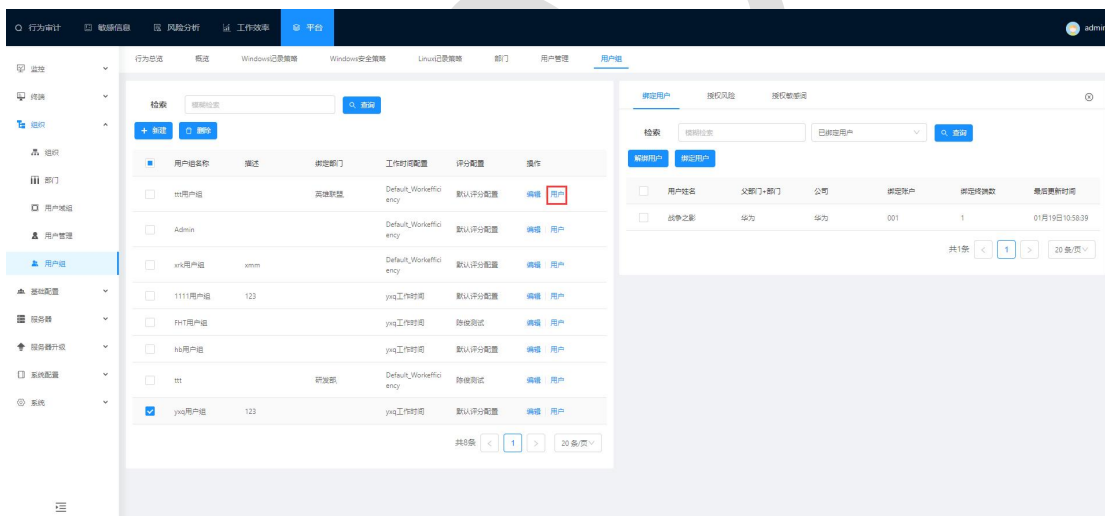 行为审计 敏感信息 风险分析 工作效率 平台 admin
行为总览 概览 Windows记录策略 Windows安全策略 Linux记录策略 部门 用户管理 用户组
监控
终端
组织
组织
部门
用户域组
用户管理
用户组
基础配置
服务器
服务器升级
系统配置
系统
检索 模糊检索 查询
+ 新建 删除
用户组名称 描述 绑定部门 工作时间配置 评分配置 操作
ttt用户组 英雄联盟 Default_Workeffici
ency 默认评分配置 编辑 用户
Admin Default_Workeffici
ency 默认评分配置 编辑 用户
xrk用户组 xmm Default_Workeffici
ency 默认评分配置 编辑 用户
1111用户组 123 yxq工作时间 默认评分配置 编辑 用户
FHT用户组 yxq工作时间 陈俊测试 编辑 用户
hb用户组 yxq工作时间 默认评分配置 编辑 用户
ttt 研发部 Default_Workeffici
ency 陈俊测试 编辑 用户
yxq用户组 123 yxq工作时间 默认评分配置 编辑 用户
共8条 < 1 > 20 条/页
绑定用户 授权风险 授权敏感词
检索 模糊检索 已绑定用户 查询
解绑用户 绑定用户
用户姓名 父部门+部门 公司 绑定账户 绑定终端数 最后更新时间
战争之影 华为 华为 001 1 01月19日10:58:39
共1条 < 1 > 20 条/页